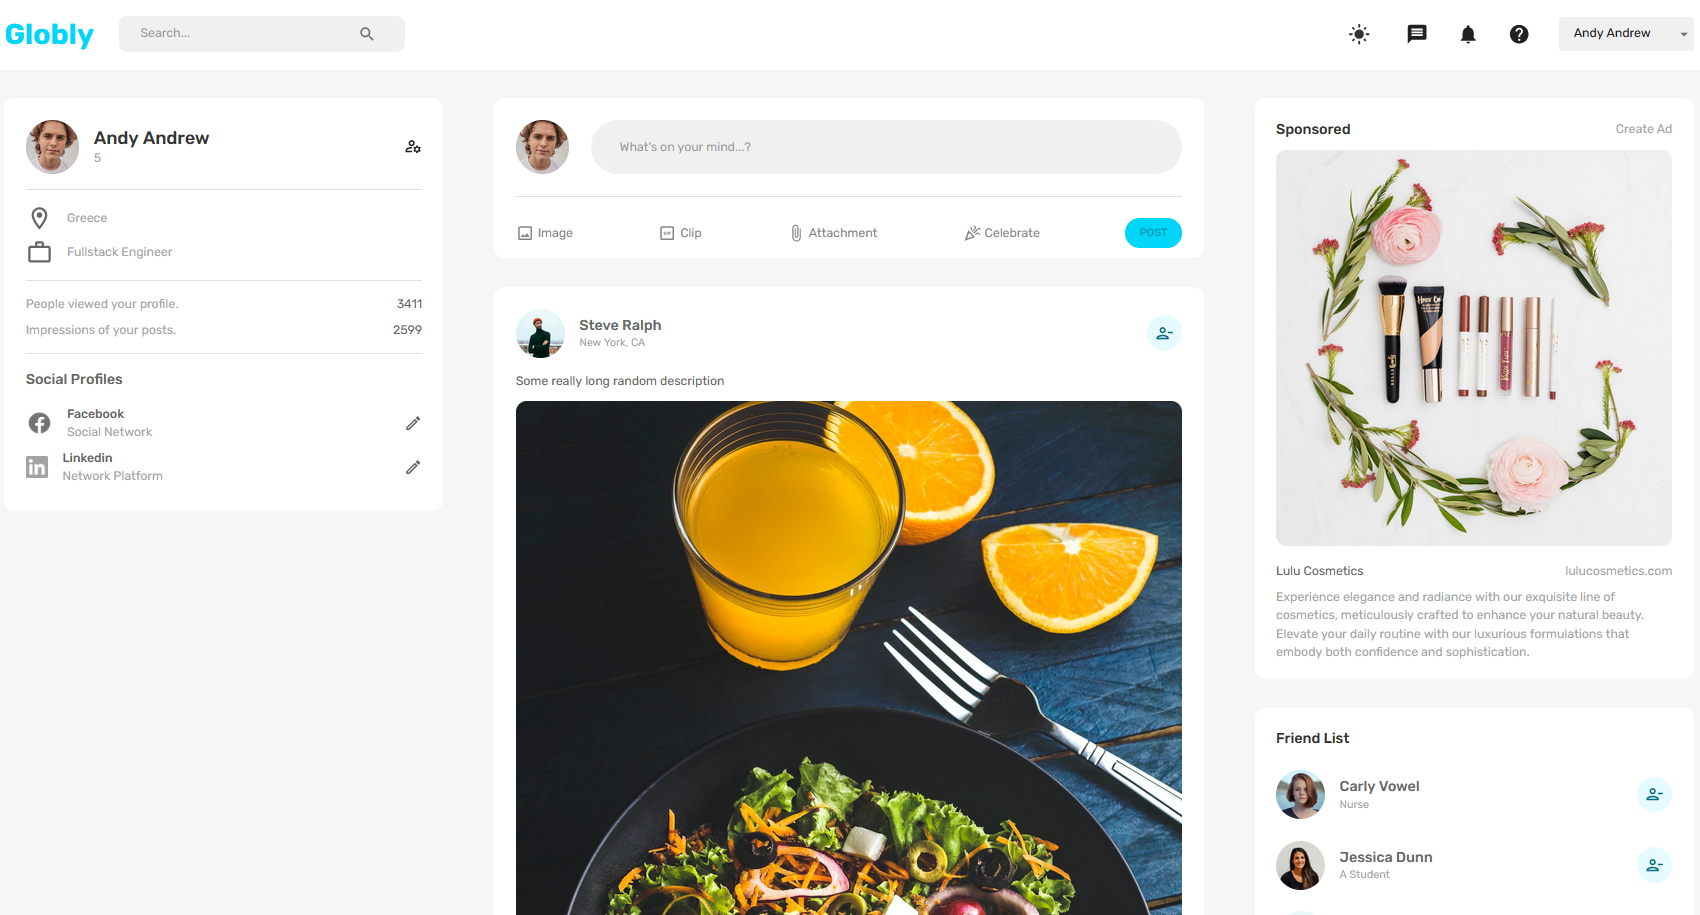 Globly
Search...
Andy Andrew
Andy Andrew
5
Greece
Fullstack Engineer
People viewed your profile.
3411
Impressions of your posts.
2599
Social Profiles
Facebook
Social Network
Linkedin
Network Platform
What's on your mind...?
Image
Clip
Attachment
Celebrate
POST
Steve Ralph
New York, CA
Some really long random description
Sponsored
Create Ad
Lulu Cosmetics
lulucosmetics.com
Experience elegance and radiance with our exquisite line of
cosmetics, meticulously crafted to enhance your natural beauty.
Elevate your daily routine with our luxurious formulations that
embody both confidence and sophistication.
Friend List
Carly Vowel
Nurse
Jessica Dunn
A Student